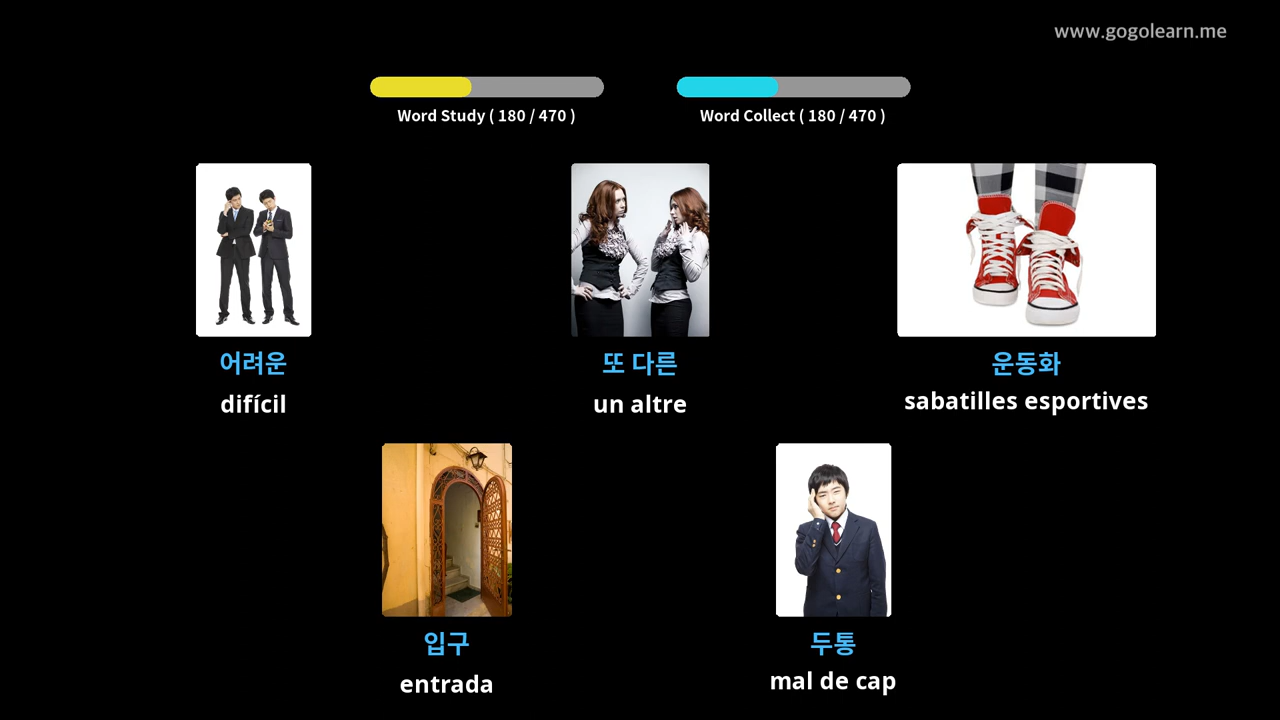 www.gogolearn.me
Word Study ( 180 / 470 )
Word Collect ( 180 / 470 )
어려운
difícil
또 다른
un altre
운동화
sabatilles esportives
입구
entrada
두통
mal de cap